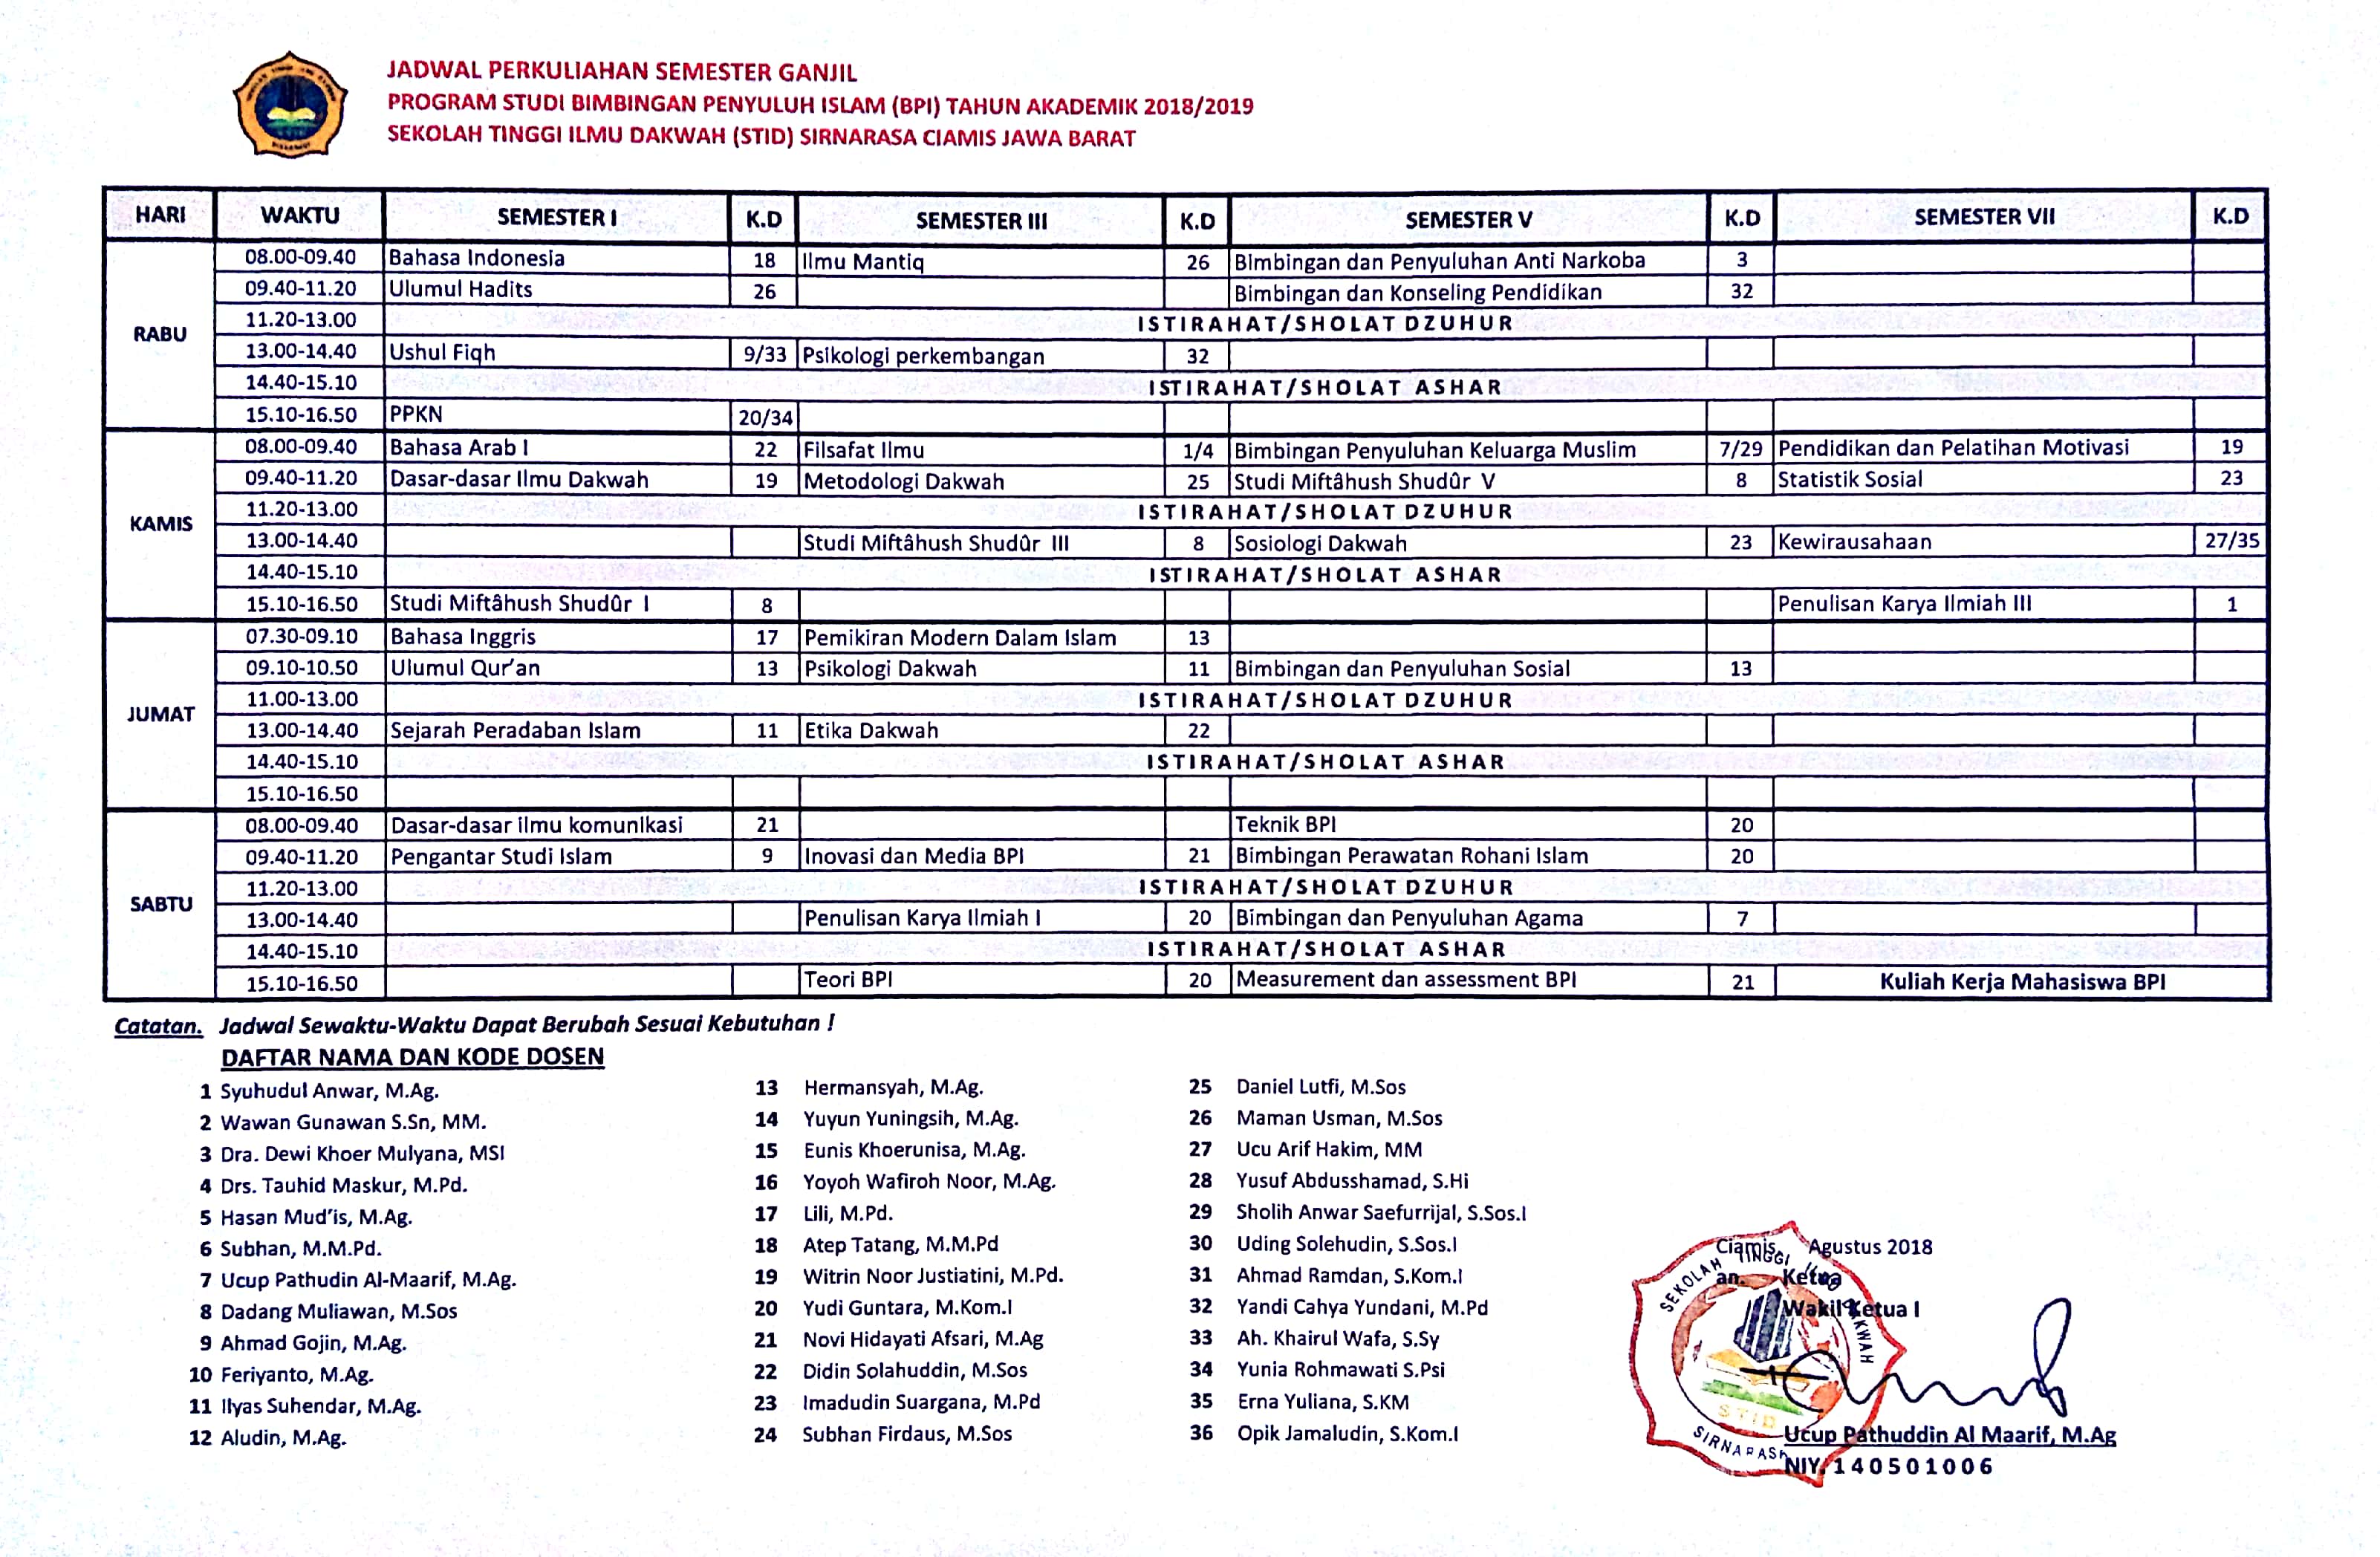 JADWAL PERKULIAHAN SEMESTER GANJIL
PROGRAM STUDI BIMBINGAN PENYULUH ISLAM (BPI) TAHUN AKADEMIK 2018/2019
SEKOLAH TINGGI ILMU DAKWAH (STID) SIRNARASA CIAMIS JAWA BARAT
HARI WAKTU SEMESTER I K.D SEMESTER III K.D SEMESTER V K.D SEMESTER VII K.D
RABU
08.00-09.40 Bahasa Indonesia 18 Ilmu Mantiq 26 Bimbingan dan Penyuluhan Anti Narkoba 3
09.40-11.20 Ulumul Hadits 26 Bimbingan dan Konseling Pendidikan 32
11.20-13.00 ISTIRAHAT/SHOLAT DZUHUR
13.00-14.40 Ushul Fiqh 9/33 Psikologi perkembangan 32
14.40-15.10 ISTIRAHAT/SHOLAT ASHAR
15.10-16.50 PPKN 20/34
KAMIS
08.00-09.40 Bahasa Arab I 22 Filsafat Ilmu 1/4 Bimbingan Penyuluhan Keluarga Muslim 7/29 Pendidikan dan Pelatihan Motivasi 19
09.40-11.20 Dasar-dasar Ilmu Dakwah 19 Metodologi Dakwah 25 Studi Miftâhush Shudûr V 8 Statistik Sosial 23
11.20-13.00 ISTIRAHAT/SHOLAT DZUHUR
13.00-14.40 Studi Miftâhush Shudûr III 8 Sosiologi Dakwah 23 Kewirausahaan 27/35
14.40-15.10 ISTIRAHAT/SHOLAT ASHAR
15.10-16.50 Studi Miftâhush Shudûr I 8 Penulisan Karya Ilmiah III 1
JUMAT
07.30-09.10 Bahasa Inggris 17 Pemikiran Modern Dalam Islam 13
09.10-10.50 Ulumul Qur’an 13 Psikologi Dakwah 11 Bimbingan dan Penyuluhan Sosial 13
11.00-13.00 ISTIRAHAT/SHOLAT DZUHUR
13.00-14.40 Sejarah Peradaban Islam 11 Etika Dakwah 22
14.40-15.10 ISTIRAHAT/SHOLAT ASHAR
15.10-16.50
SABTU
08.00-09.40 Dasar-dasar ilmu komunikasi 21 Teknik BPI 20
09.40-11.20 Pengantar Studi Islam 9 Inovasi dan Media BPI 21 Bimbingan Perawatan Rohani Islam 20
11.20-13.00 ISTIRAHAT/SHOLAT DZUHUR
13.00-14.40 Penulisan Karya Ilmiah I 20 Bimbingan dan Penyuluhan Agama 7
14.40-15.10 ISTIRAHAT/SHOLAT ASHAR
15.10-16.50 Teori BPI 20 Measurement dan assessment BPI 21 Kuliah Kerja Mahasiswa BPI
Catatan. Jadwal Sewaktu-Waktu Dapat Berubah Sesuai Kebutuhan !
DAFTAR NAMA DAN KODE DOSEN
1 Syuhudul Anwar, M.Ag.
2 Wawan Gunawan S.Sn, MM.
3 Dra. Dewi Khoer Mulyana, MSI
4 Drs. Tauhid Maskur, M.Pd.
5 Hasan Mud’is, M.Ag.
6 Subhan, M.M.Pd.
7 Ucup Pathudin Al-Maarif, M.Ag.
8 Dadang Muliawan, M.Sos
9 Ahmad Gojin, M.Ag.
10 Feriyanto, M.Ag.
11 Ilyas Suhendar, M.Ag.
12 Aludin, M.Ag.
13 Hermansyah, M.Ag.
14 Yuyun Yuningsih, M.Ag.
15 Eunis Khoerunisa, M.Ag.
16 Yoyoh Wafiroh Noor, M.Ag.
17 Lili, M.Pd.
18 Atep Tatang, M.M.Pd
19 Witrin Noor Justiatini, M.Pd.
20 Yudi Guntara, M.Kom.I
21 Novi Hidayati Afsari, M.Ag
22 Didin Solahuddin, M.Sos
23 Imadudin Suargana, M.Pd
24 Subhan Firdaus, M.Sos
25 Daniel Lutfi, M.Sos
26 Maman Usman, M.Sos
27 Ucu Arif Hakim, MM
28 Yusuf Abdusshamad, S.Hi
29 Sholih Anwar Saefurrijal, S.Sos.I
30 Uding Solehudin, S.Sos.I
31 Ahmad Ramdan, S.Kom.I
32 Yandi Cahya Yundani, M.Pd
33 Ah. Khairul Wafa, S.Sy
34 Yunia Rohmawati S.Psi
35 Erna Yuliana, S.KM
36 Opik Jamaludin, S.Kom.I
Ciamis, Agustus 2018
an. Ketua
Wakil Ketua I
SEKOLAH TINGGI ILMU DAKWAH
STID
SIRNARASA
Ucup Pathuddin Al Maarif, M.Ag
NIY. 140501006